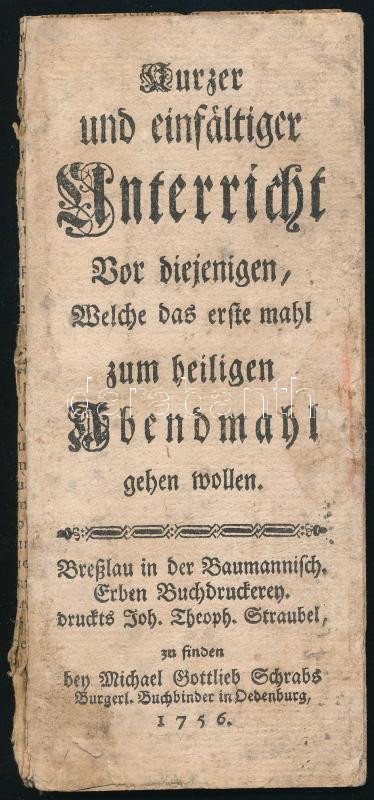 Kurzer
und einfältiger
Unterricht
Vor diejenigen,
Welche das erste mahl
zum heiligen
Abendmahl
gehen wollen.
Breßlau in der Baumannisch.
Erben Buchdruckerey.
druckts Joh. Theoph. Straubel,
zu finden
bey Michael Gottlieb Schrabs
Burgerl. Buchbinder in Oedenburg,
1756.